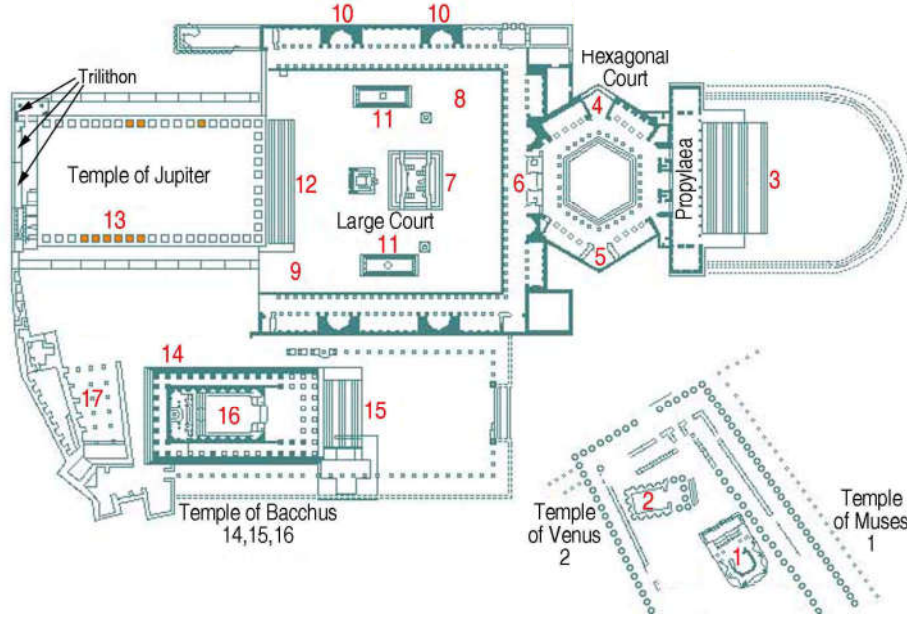 10 10
Hexagonal
Court
Trilithon
8
4
11
Temple of Jupiter
12
7
6
Propylaea
3
Large Court
13
11
5
9
14
17
16
15
2
Temple
of Venus
2
Temple
of Muses
1
1
Temple of Bacchus
14,15,16